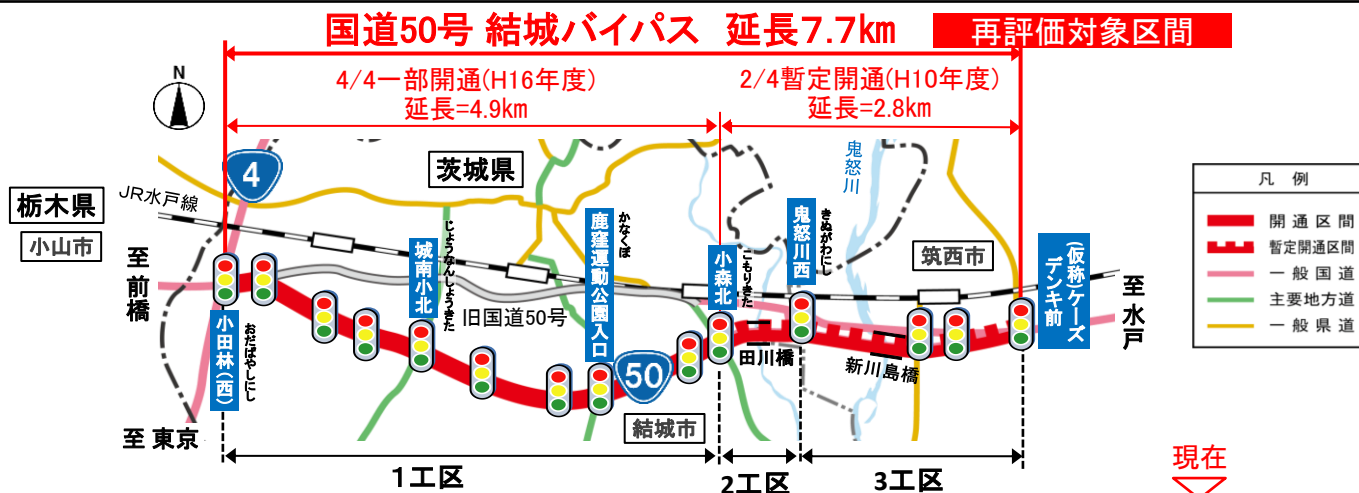 国道50号 結城バイパス 延長7.7km
再評価対象区間
4/4一部開通(H16年度)
延長=4.9km
2/4暫定開通(H10年度)
延長=2.8km
N
4
茨城県
鬼怒川
栃木県
小山市
JR水戸線
至前橋
城南小北
じょうなんしょうきた
鹿窪運動公園入口
かなくぼ
小森北
こもりきた
鬼怒川西
きぬがわにし
筑西市
(仮称)ケーズデンキ前
至水戸
小田林(西)
おだばやしにし
旧国道50号
50
田川橋
新川島橋
結城市
至 東京
1工区
2工区
3工区
現在
凡 例
開通区間
暫定開通区間
一般国道
主要地方道
一般県道